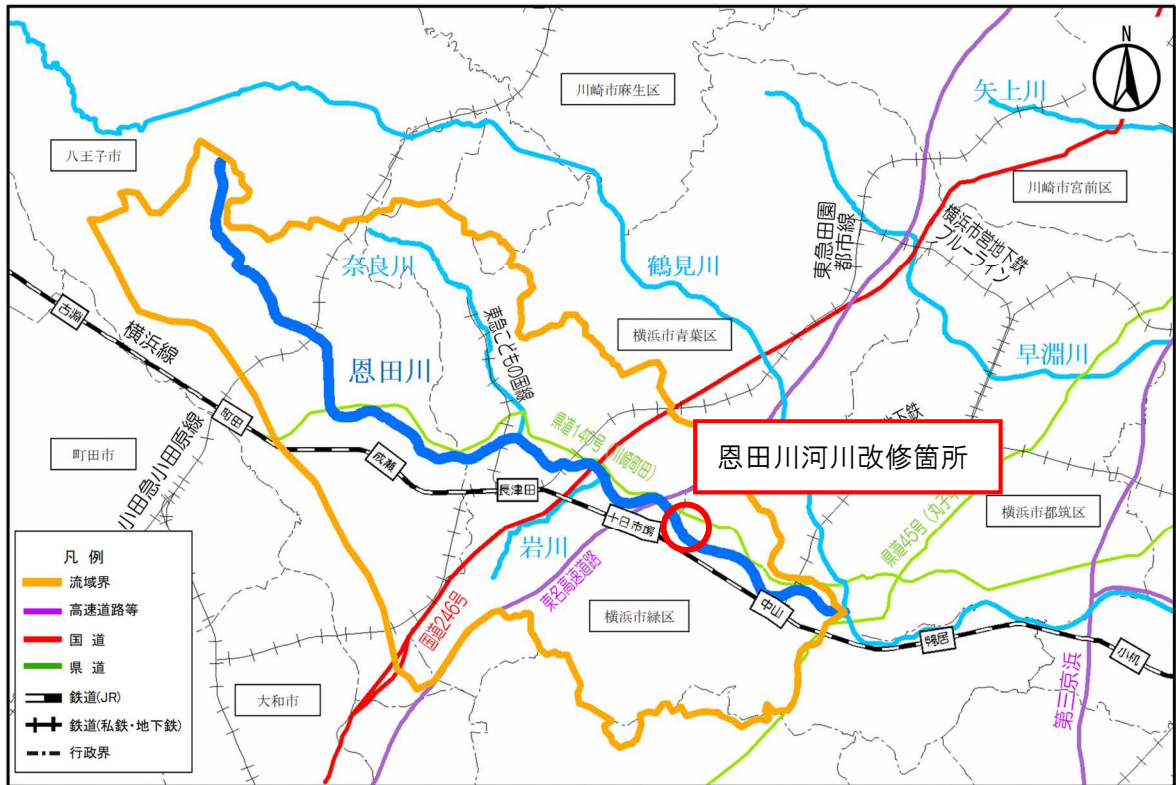 N
川崎市麻生区
矢上川
八王子市
川崎市宮前区
東急田園
都市線
横浜市営地下鉄
ブルーライン
奈良川
鶴見川
古淵
横浜線
東急こどもの国線
横浜市青葉区
早淵川
恩田川
町田
小田急小田原線
町田市
成瀬
県道140号
地下鉄
恩田川河川改修箇所
長津田
十日市場
横浜市都筑区
県道45号(丸子
岩川
東名高速道路
横浜市緑区
中山
国道246号
鴨居
小机
第三京浜
大和市
凡例
流域界
高速道路等
国道
県道
鉄道(JR)
鉄道(私鉄・地下鉄)
行政界